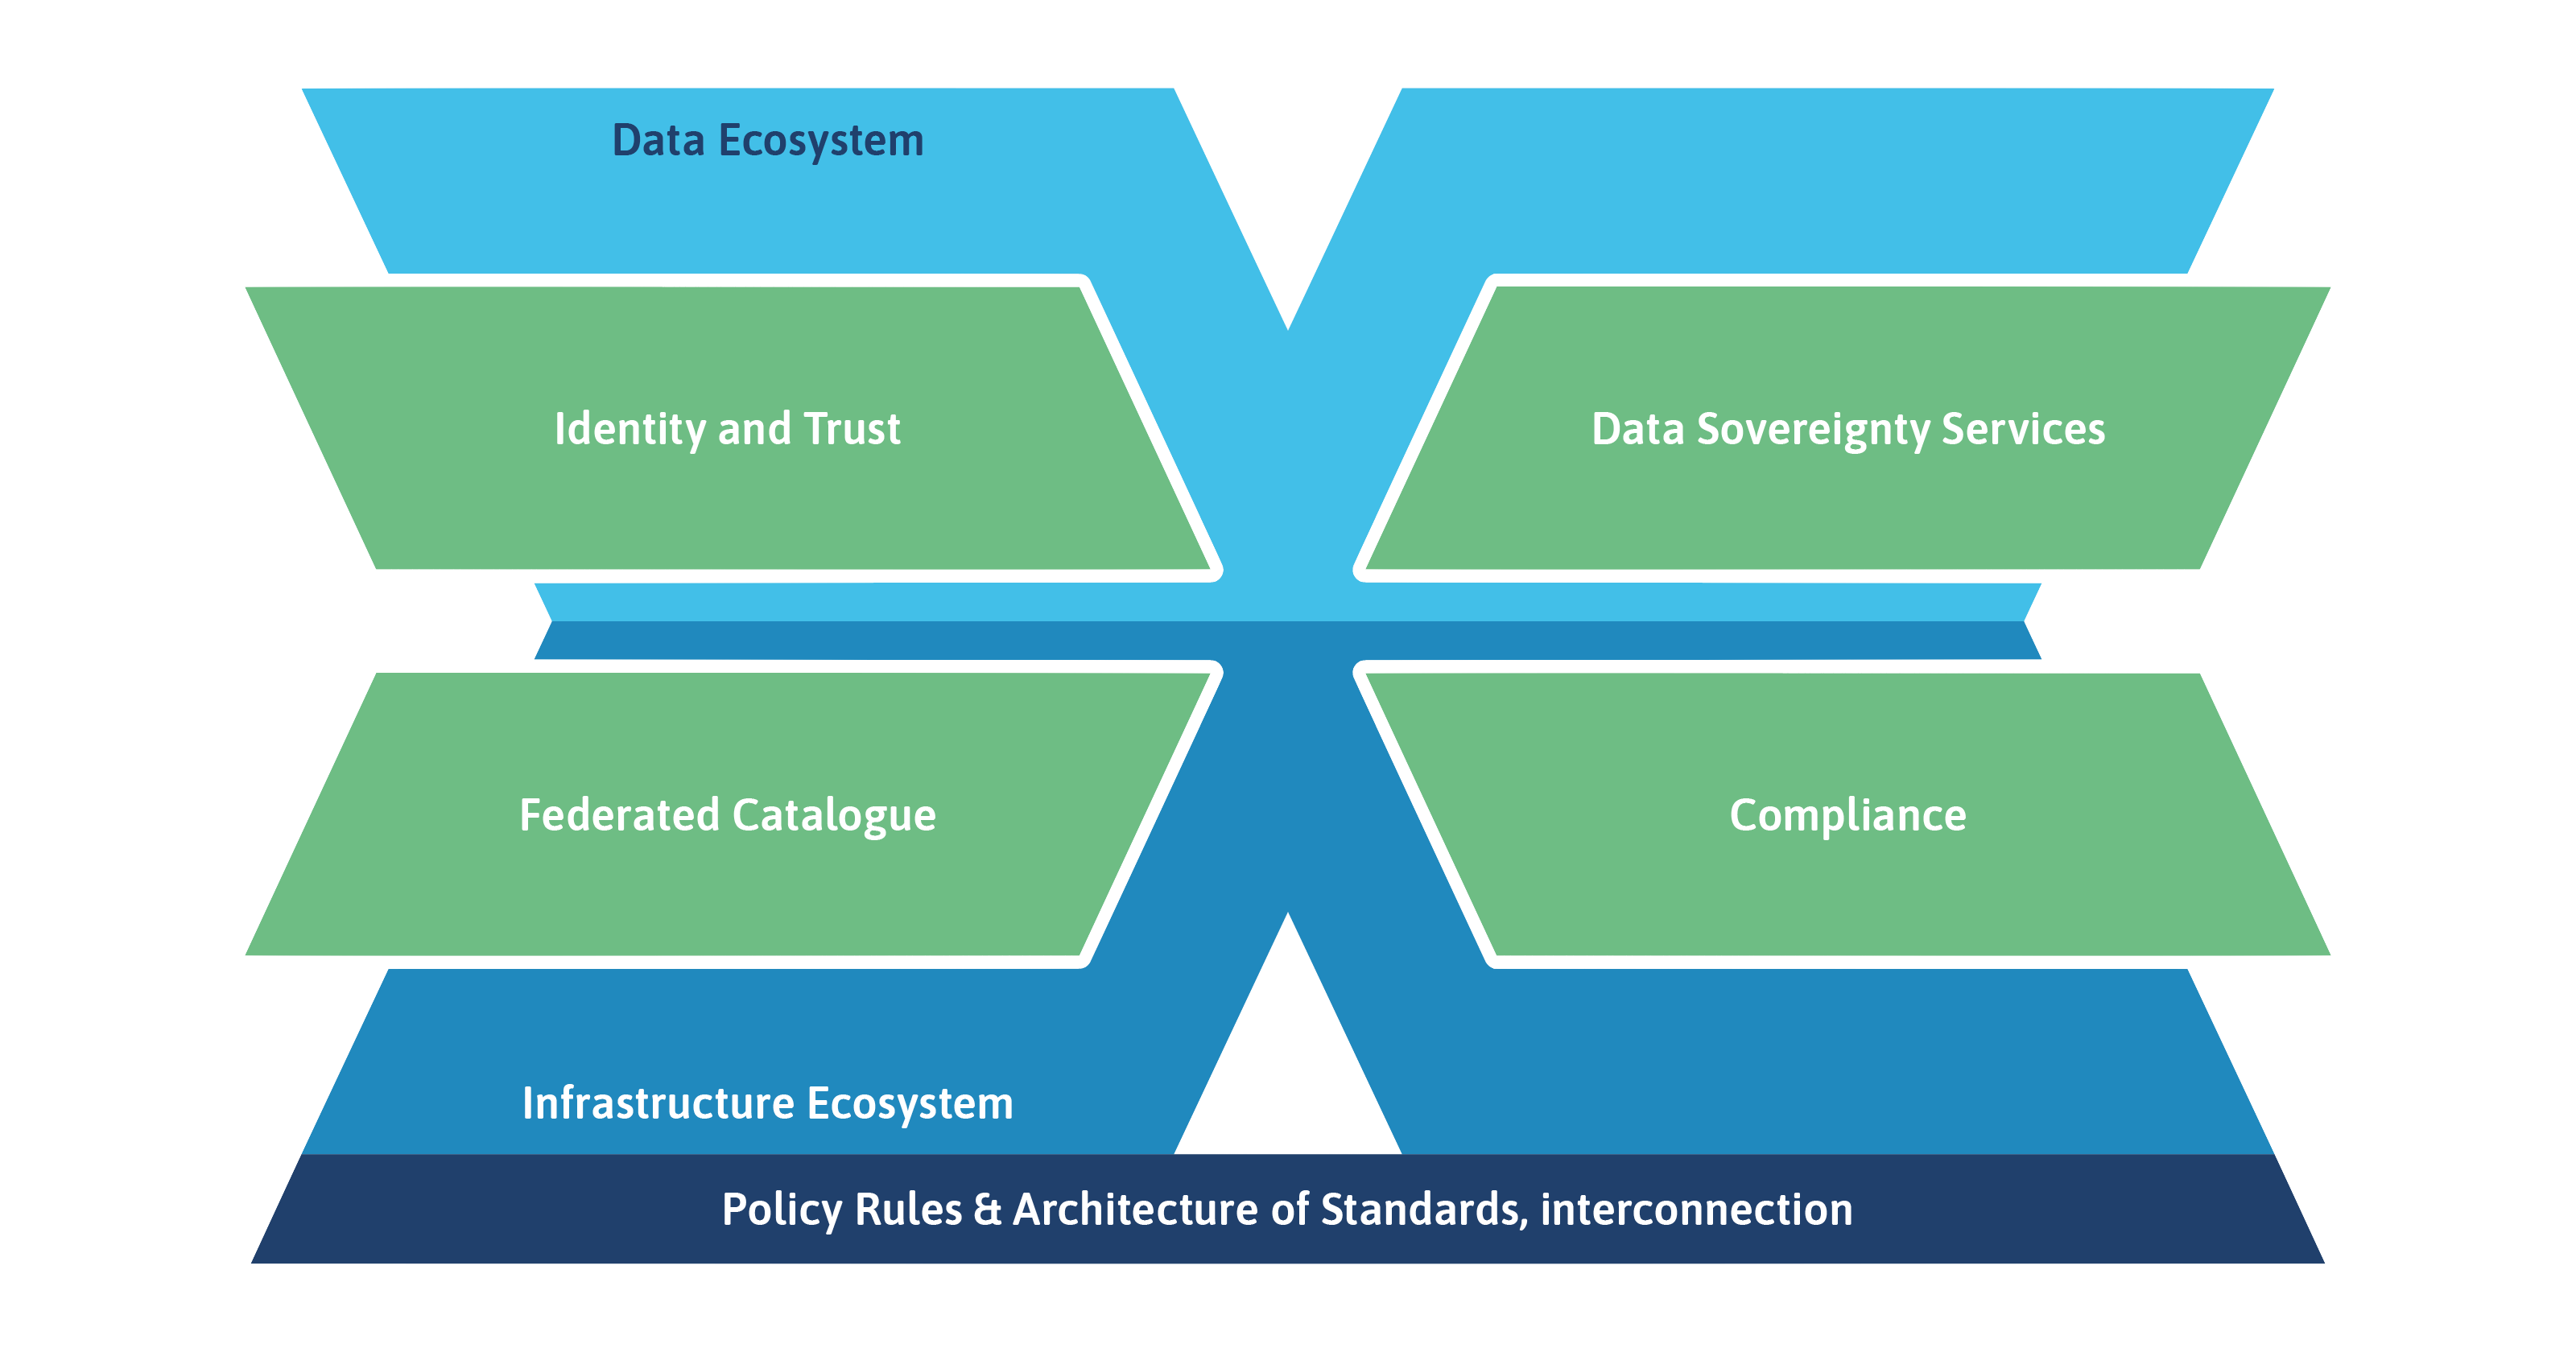 Data Ecosystem
Identity and Trust
Data Sovereignty Services
Federated Catalogue
Compliance
Infrastructure Ecosystem
Policy Rules & Architecture of Standards, interconnection